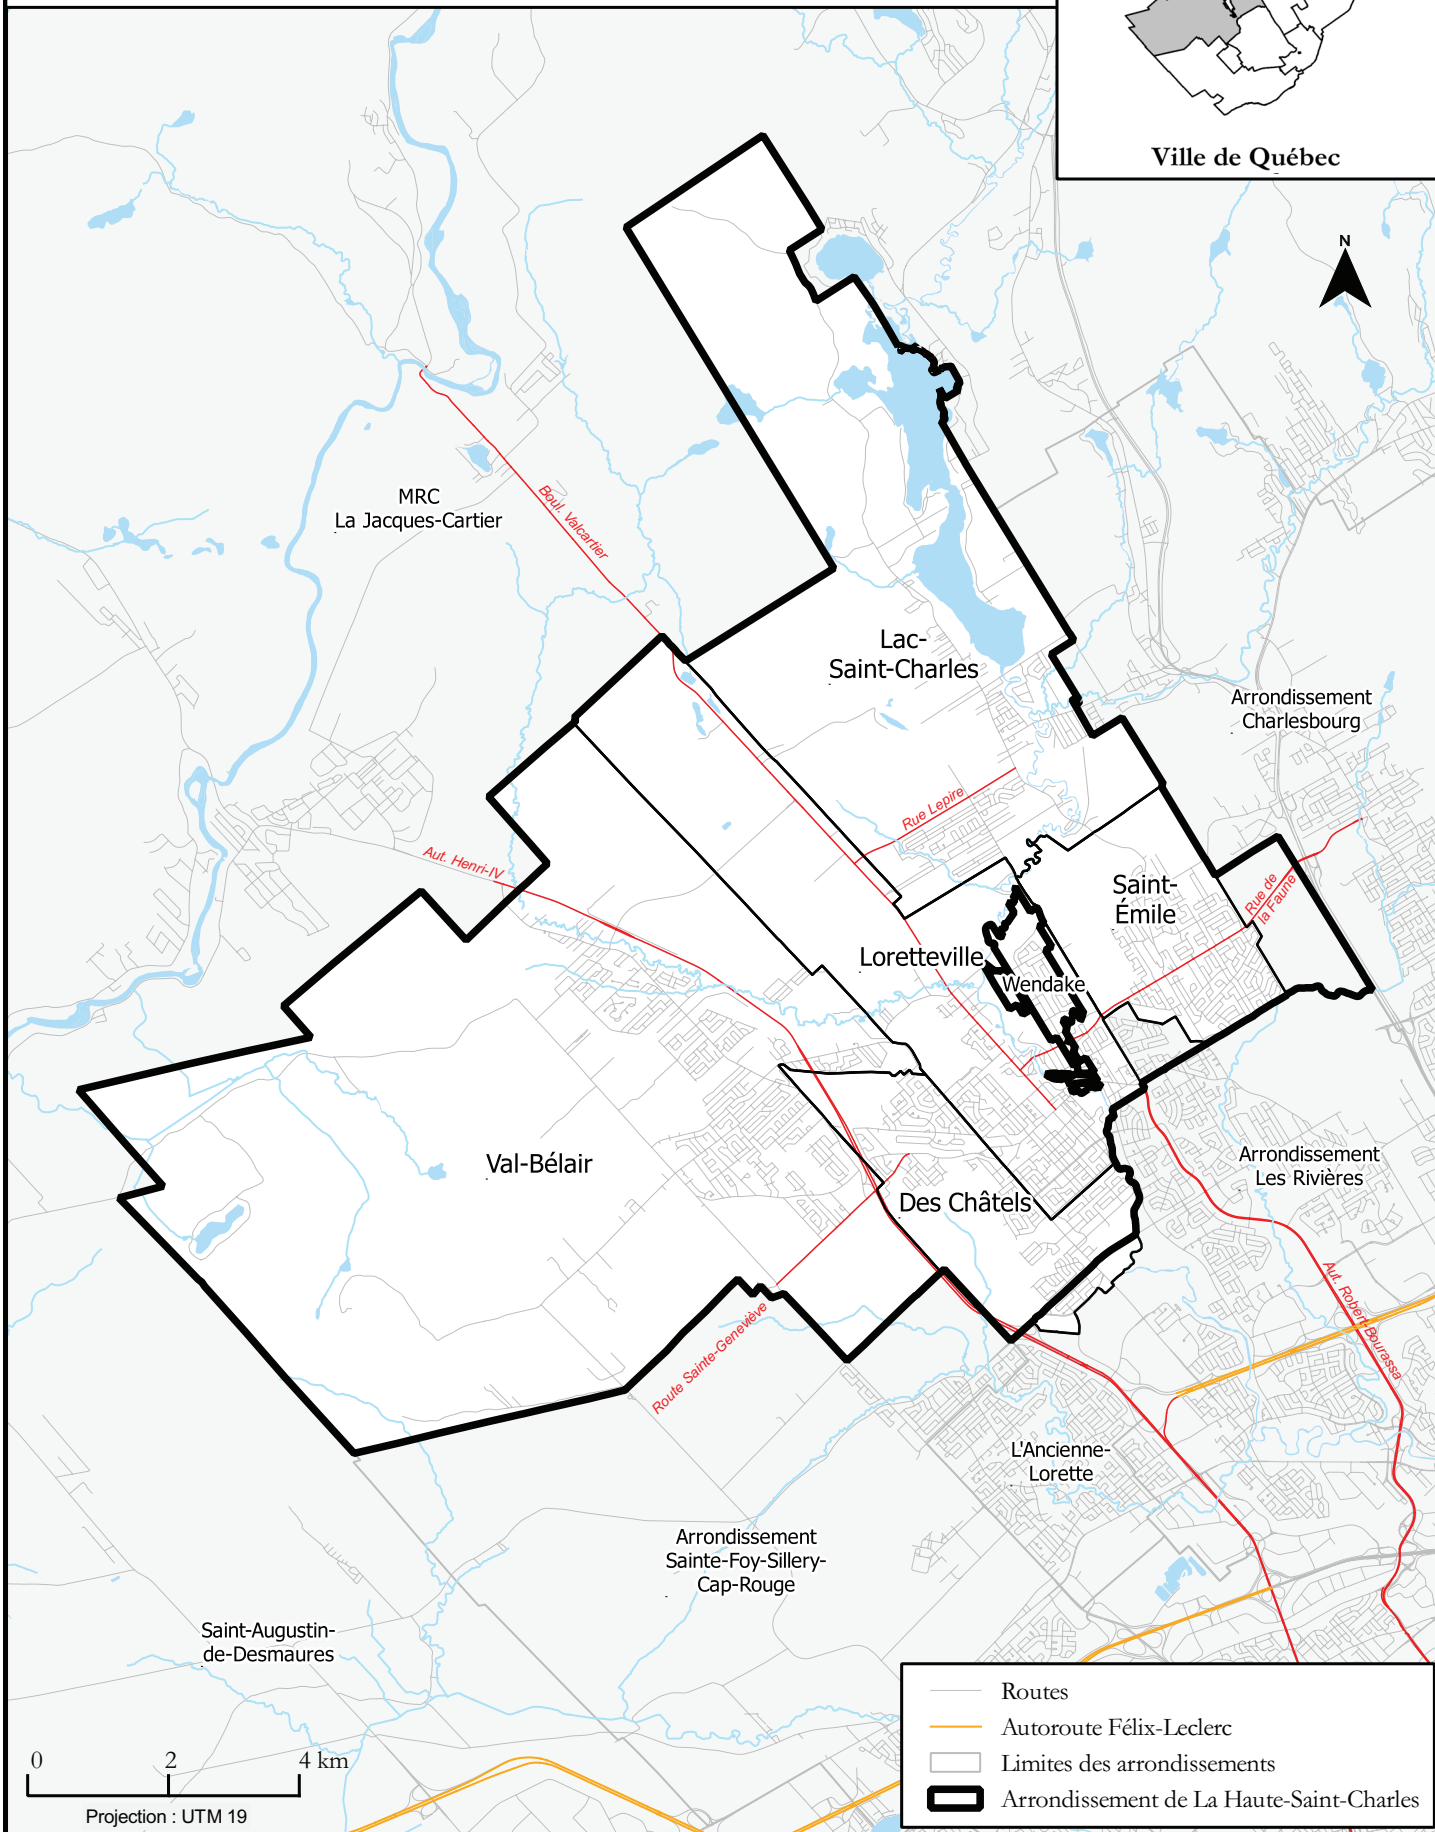 Ville de Québec
N
MRC
La Jacques-Cartier
Boul. Valcartier
Lac-
Saint-Charles
Arrondissement
Charlesbourg
Rue Lepire
Aut. Henri-IV
Saint-
Émile
Rue de
la Faune
Loretteville
Wendake
Val-Bélair
Des Châtels
Arrondissement
Les Rivières
Aut. Robert-Bourassa
Route Sainte-Geneviève
L'Ancienne-
Lorette
Arrondissement
Sainte-Foy-Sillery-
Cap-Rouge
Saint-Augustin-
de-Desmaures
0 2 4 km
Projection : UTM 19
Routes
Autoroute Félix-Leclerc
Limites des arrondissements
Arrondissement de La Haute-Saint-Charles